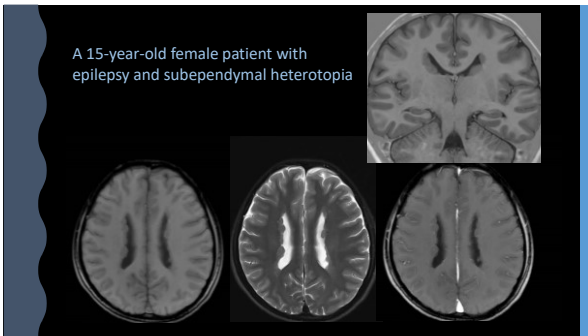 A 15-year-old female patient with
epilepsy and subependymal heterotopia